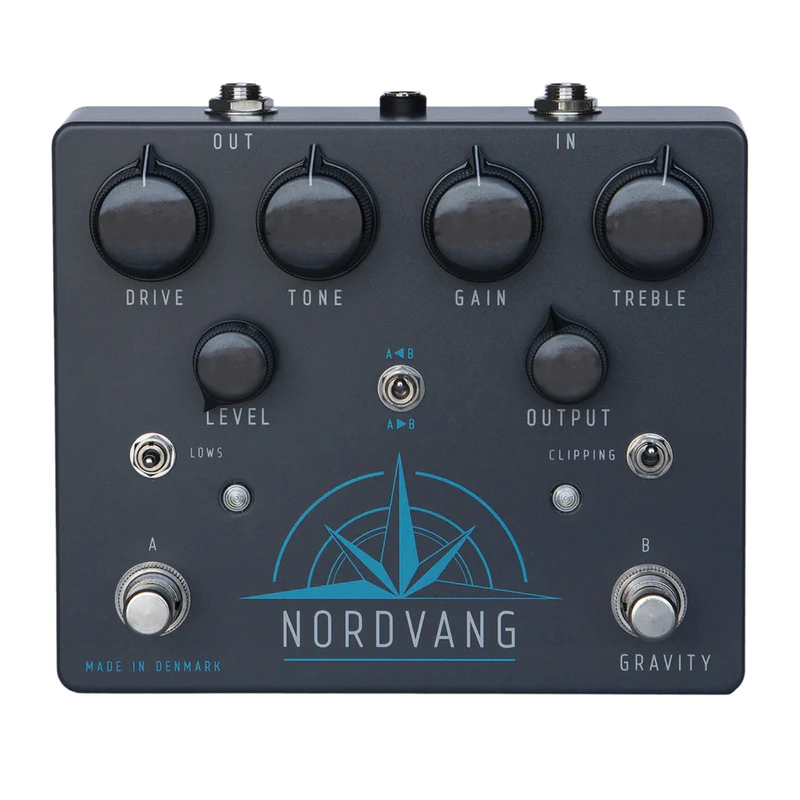 OUT IN
DRIVE TONE GAIN TREBLE
A◀B
LEVEL OUTPUT
A▶B
LOWS CLIPPING
A B
NORDVANG
MADE IN DENMARK GRAVITY